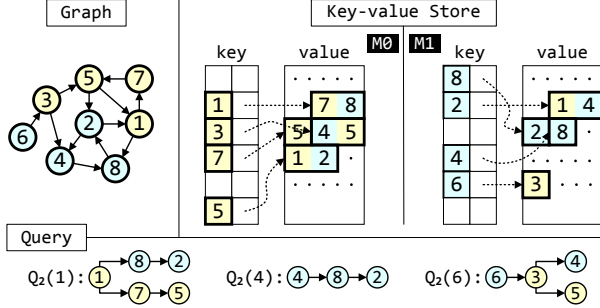 Graph
5
7
3
2
1
6
4
8
Key-value Store
M0
M1
key
value
1
7 8
3
5 4 5
7
1 2
5
key
value
8
2
1 4
2 8
4
6
3
Query
Q₂(1): 1 8 2 7 5
Q₂(4): 4 8 2
Q₂(6): 6 3 4 5